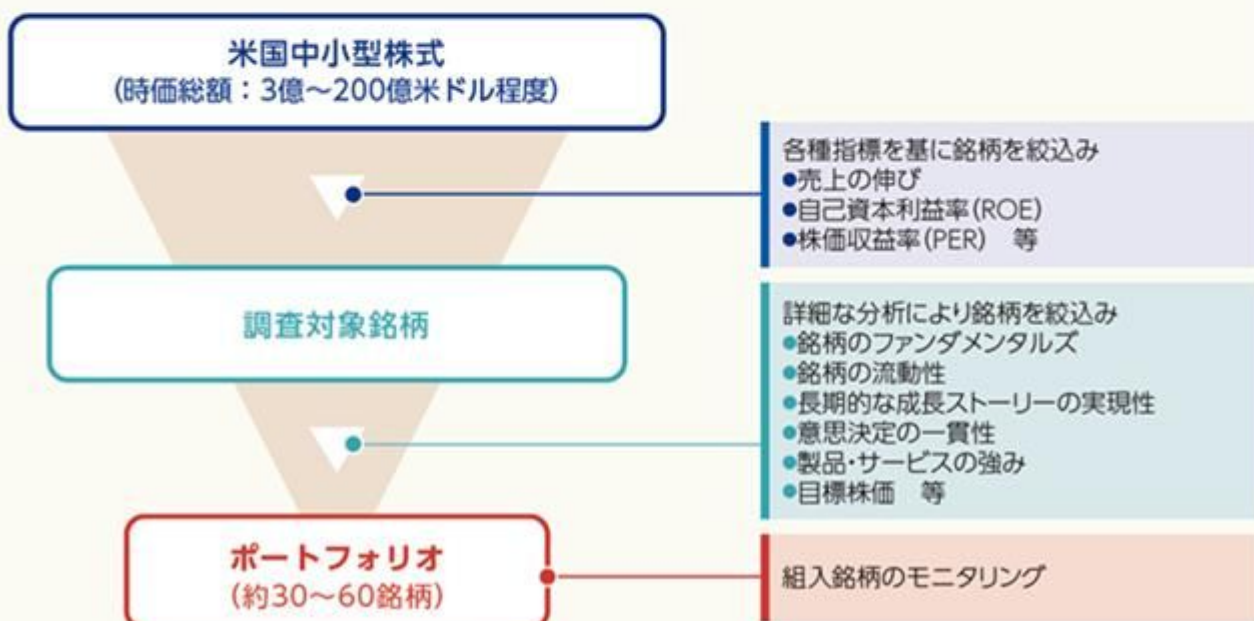 米国中小型株式
(時価総額：3億～200億米ドル程度)
各種指標を基に銘柄を絞込み
●売上の伸び
●自己資本利益率(ROE)
●株価収益率(PER)　等
調査対象銘柄
詳細な分析により銘柄を絞込み
●銘柄のファンダメンタルズ
●銘柄の流動性
●長期的な成長ストーリーの実現性
●意思決定の一貫性
●製品・サービスの強み
●目標株価　等
ポートフォリオ
(約30～60銘柄)
組入銘柄のモニタリング